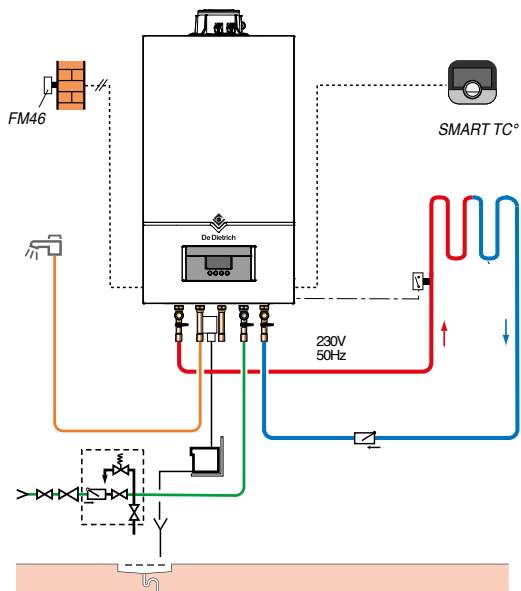 FM46
SMART TC°
De Dietrich
230V
50Hz